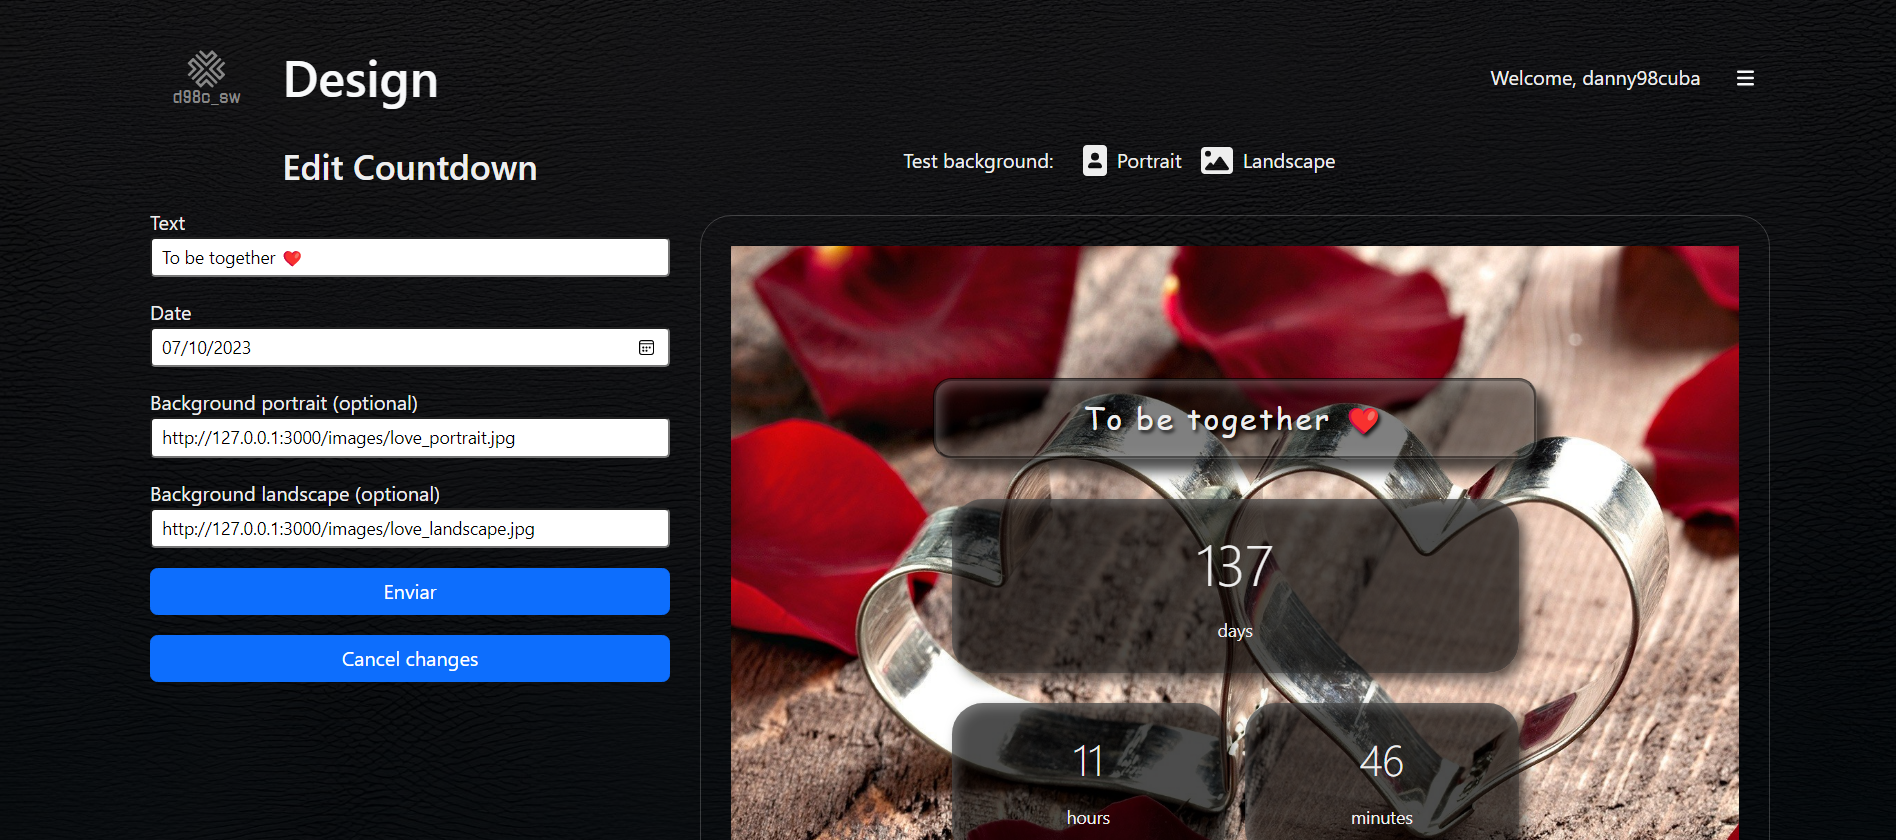 d98c_sw
Design
Welcome, danny98cuba
Edit Countdown
Test background: Portrait Landscape
Text
To be together ❤️
Date
07/10/2023
Background portrait (optional)
http://127.0.0.1:3000/images/love_portrait.jpg
Background landscape (optional)
http://127.0.0.1:3000/images/love_landscape.jpg
Enviar
Cancel changes
To be together ❤️
137
days
11 46
hours minutes